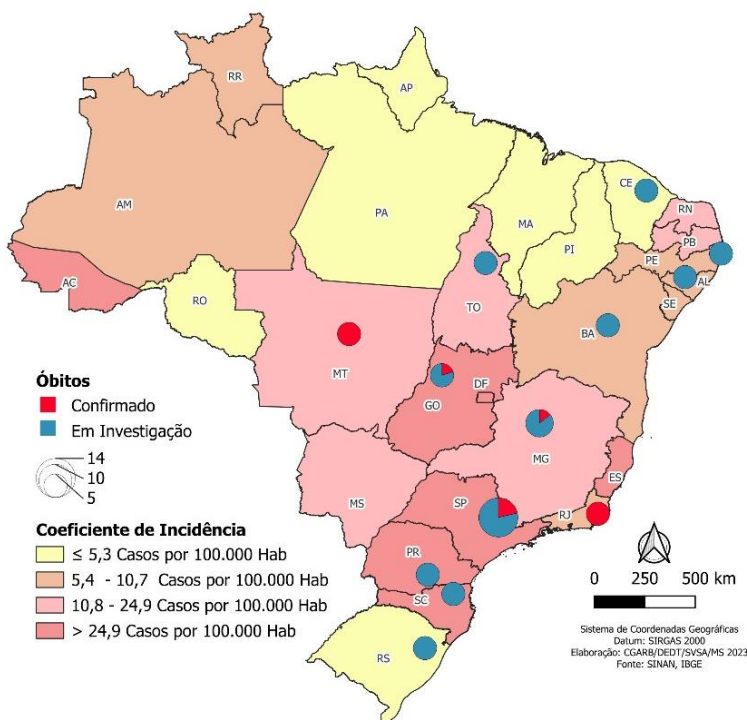 RR
AP
AM
PA
MA
CE
RN
PB
PE
PI
AL
SE
AC
RO
TO
BA
MT
GO
DF
MG
ES
MS
SP
RJ
PR
SC
RS
Óbitos
Confirmado
Em Investigação
14
10
5
Coeficiente de Incidência
≤ 5,3 Casos por 100.000 Hab
5,4 - 10,7 Casos por 100.000 Hab
10,8 - 24,9 Casos por 100.000 Hab
> 24,9 Casos por 100.000 Hab
0 250 500 km
Sistema de Coordenadas Geográficas
Datum: SIRGAS 2000
Elaboração: CGARB/DEDT/SVSA/MS 2023
Fonte: SINAN, IBGE